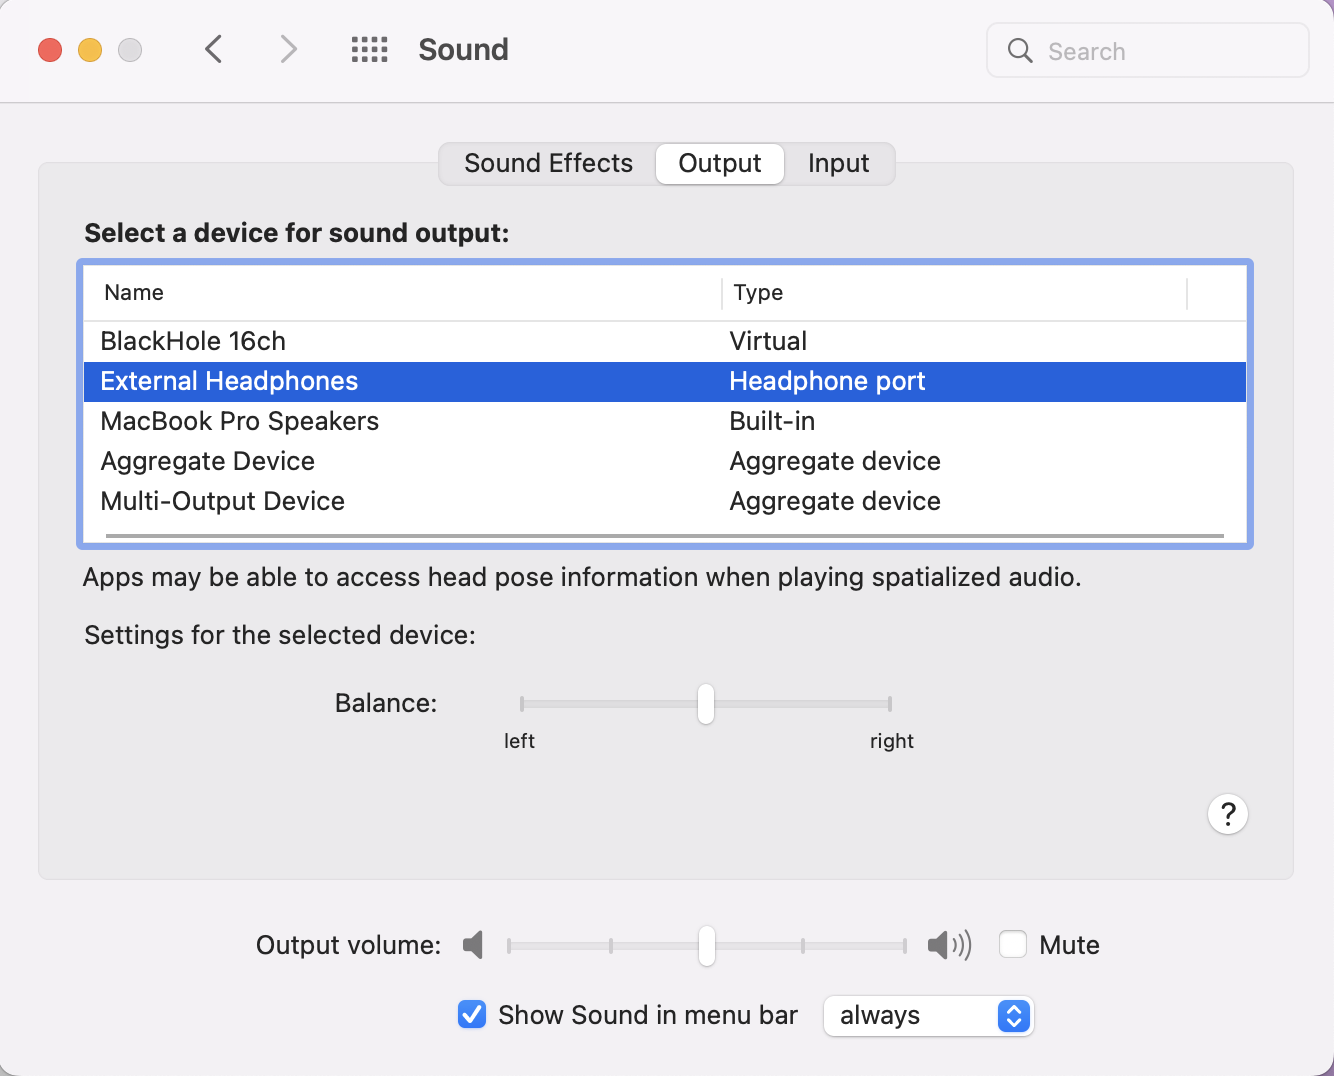 Sound
Search
Sound Effects Output Input
Select a device for sound output:
Name Type
BlackHole 16ch Virtual
External Headphones Headphone port
MacBook Pro Speakers Built-in
Aggregate Device Aggregate device
Multi-Output Device Aggregate device
Apps may be able to access head pose information when playing spatialized audio.
Settings for the selected device:
Balance:
left right
?
Output volume: Mute
Show Sound in menu bar always